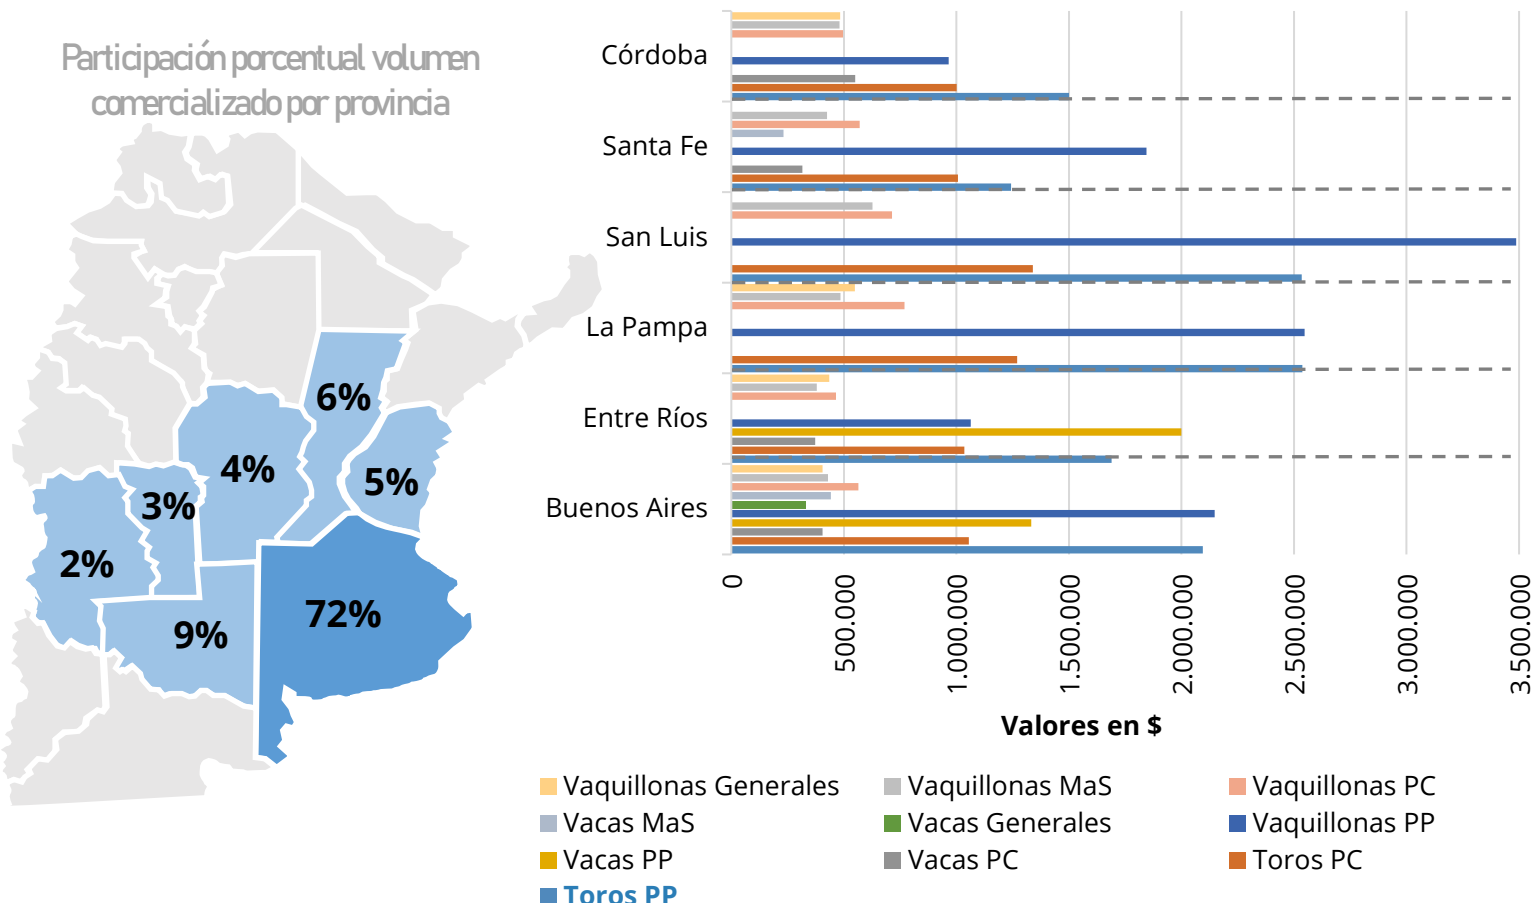 Participación porcentual volumen
comercializado por provincia
6%
4%
5%
3%
2%
72%
9%
Córdoba
Santa Fe
San Luis
La Pampa
Entre Ríos
Buenos Aires
0
500.000
1.000.000
1.500.000
2.000.000
2.500.000
3.000.000
3.500.000
Valores en $
Vaquillonas Generales
Vaquillonas MaS
Vaquillonas PC
Vacas MaS
Vacas Generales
Vaquillonas PP
Vacas PP
Vacas PC
Toros PC
Toros PP